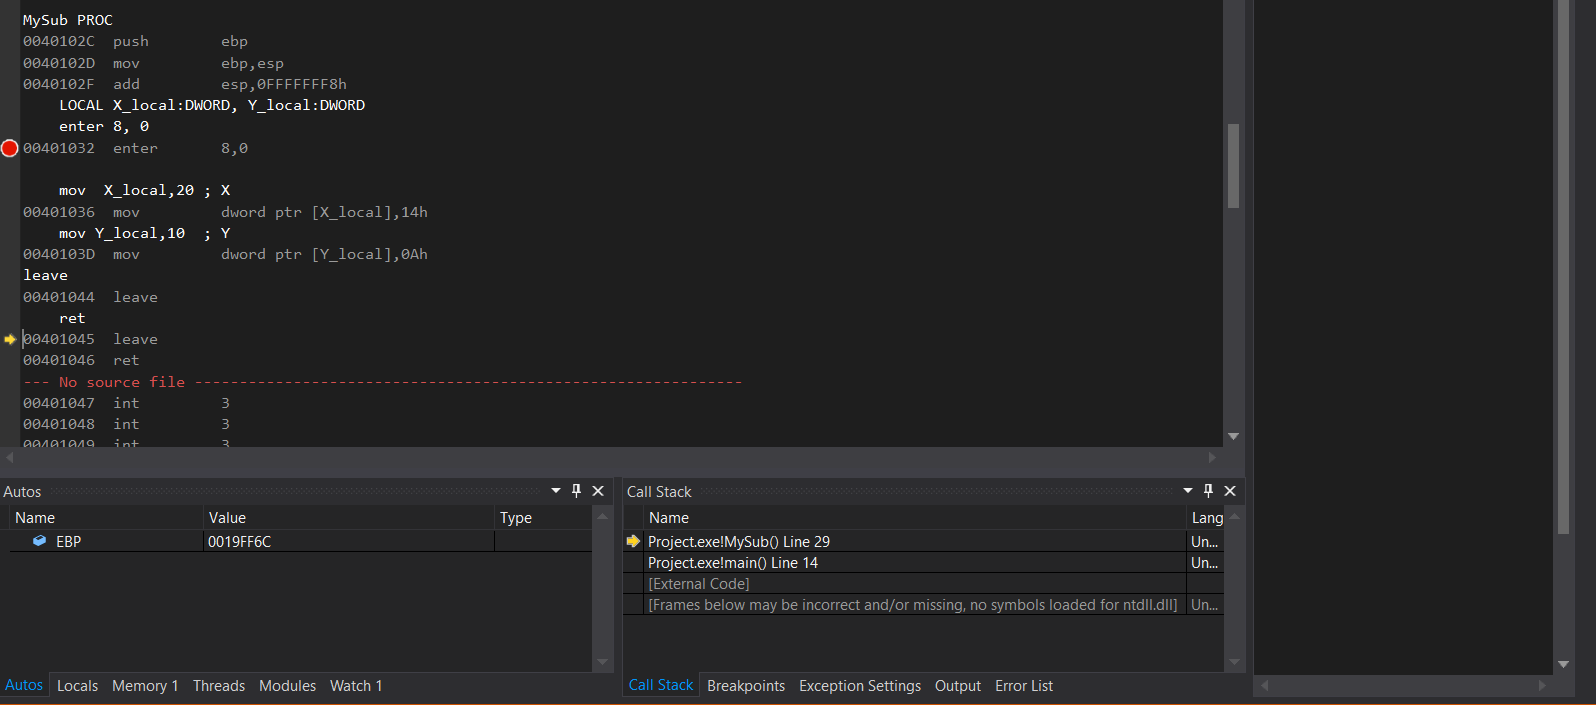 MySub PROC
0040102C  push        ebp
0040102D  mov         ebp,esp
0040102F  add         esp,0FFFFFFF8h
    LOCAL X_local:DWORD, Y_local:DWORD
    enter 8, 0
00401032  enter       8,0
    mov  X_local,20 ; X
00401036  mov         dword ptr [X_local],14h
    mov Y_local,10  ; Y
0040103D  mov         dword ptr [Y_local],0Ah
leave
00401044  leave
    ret
00401045  leave
00401046  ret
--- No source file -------------------------------------------------------------
00401047  int         3
00401048  int         3
00401049  int         3
Autos
Name Value Type
EBP 0019FF6C
Autos Locals Memory 1 Threads Modules Watch 1
Call Stack
Name Lang
Project.exe!MySub() Line 29 Un...
Project.exe!main() Line 14 Un...
[External Code]
[Frames below may be incorrect and/or missing, no symbols loaded for ntdll.dll] Un...
Call Stack Breakpoints Exception Settings Output Error List